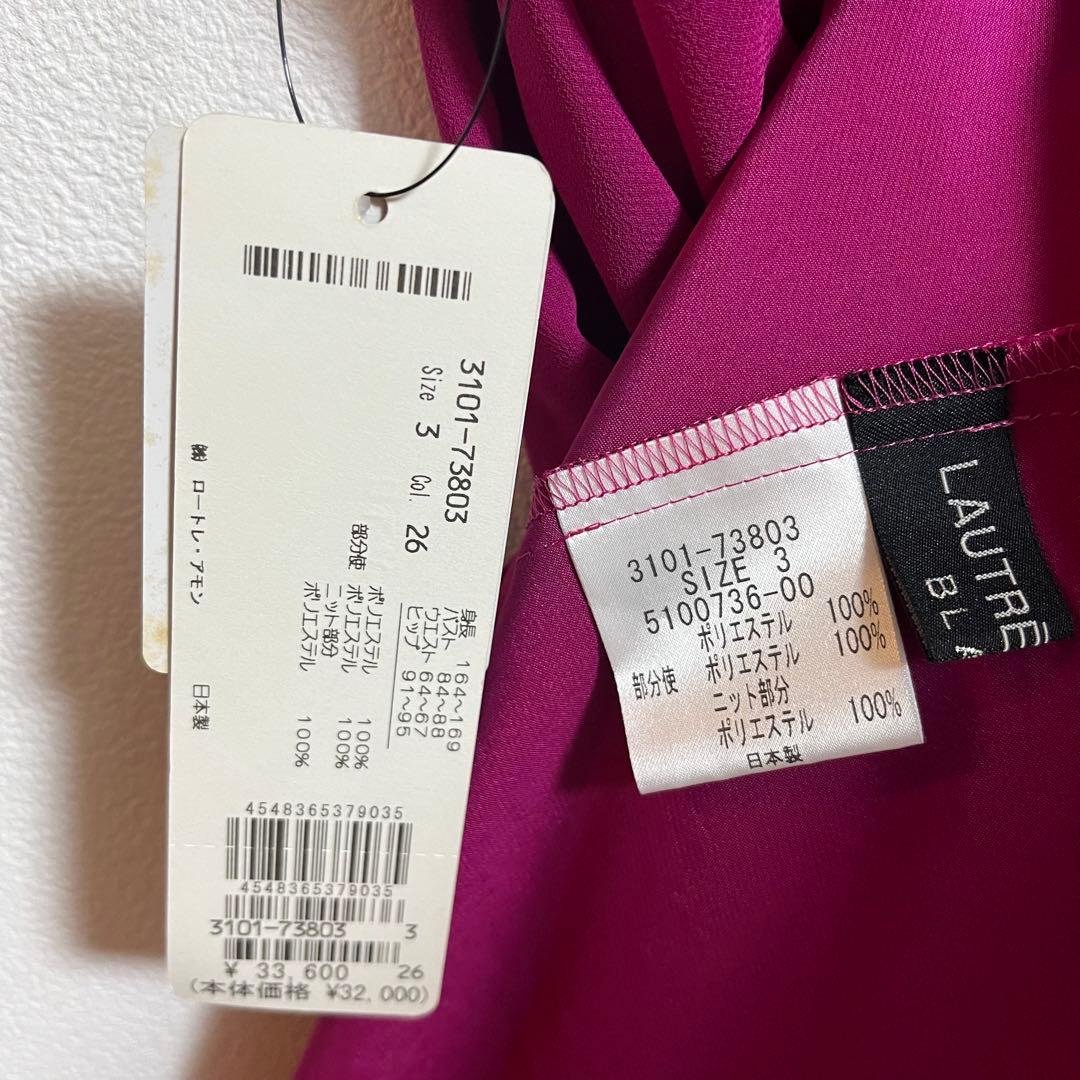 3101-73803
Size 3 Col. 26
身長 164~169
バスト 84~88
ウエスト 64~67
ヒップ 91~95
ポリエステル 100%
部分使 ポリエステル 100%
ニット部分
ポリエステル 100%
㈱ ロートレ・アモン 日本製
4548365379035
4548365379035
3101-73803 3
¥ 33,600 26
(本体価格 ¥32,000)
3101-73803
SIZE 3
5100736-00
ポリエステル 100%
部分使 ポリエステル 100%
ニット部分
ポリエステル 100%
日本製
LAUTRÉ
BL